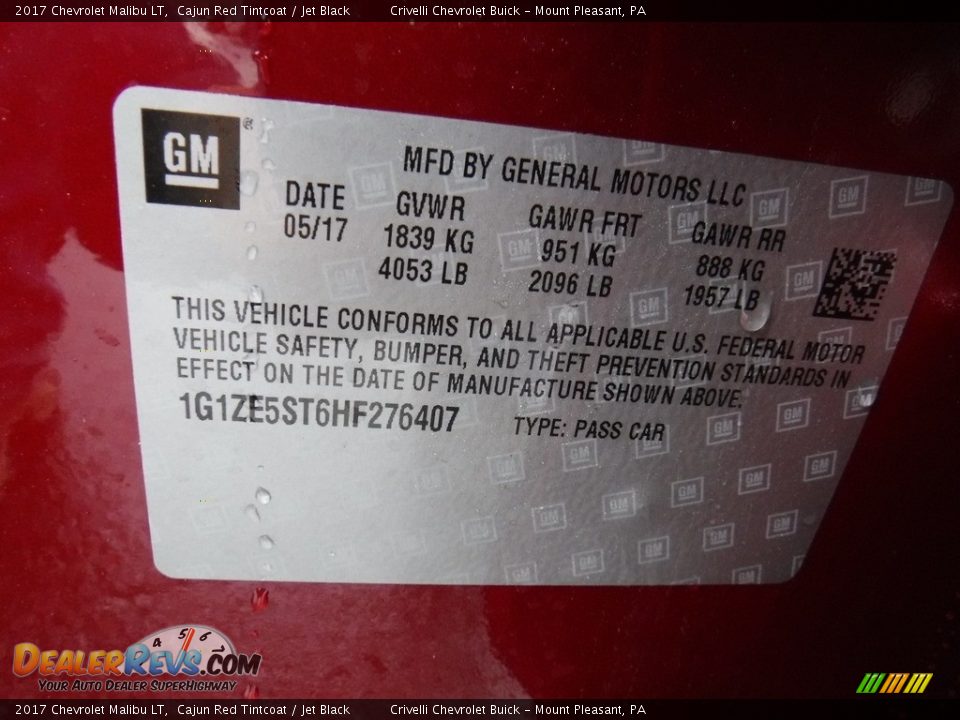 2017 Chevrolet Malibu LT, Cajun Red Tintcoat / Jet Black Crivelli Chevrolet Buick - Mount Pleasant, PA
GM®
MFD BY GENERAL MOTORS LLC
DATE GVWR GAWR FRT GAWR RR
05/17 1839 KG 951 KG 888 KG
4053 LB 2096 LB 1957 LB
THIS VEHICLE CONFORMS TO ALL APPLICABLE U.S. FEDERAL MOTOR
VEHICLE SAFETY, BUMPER, AND THEFT PREVENTION STANDARDS IN
EFFECT ON THE DATE OF MANUFACTURE SHOWN ABOVE.
1G1ZE5ST6HF276407 TYPE: PASS CAR
4 5 6
DealerRevs.com
Your Auto Dealer SuperHighway
2017 Chevrolet Malibu LT, Cajun Red Tintcoat / Jet Black Crivelli Chevrolet Buick - Mount Pleasant, PA